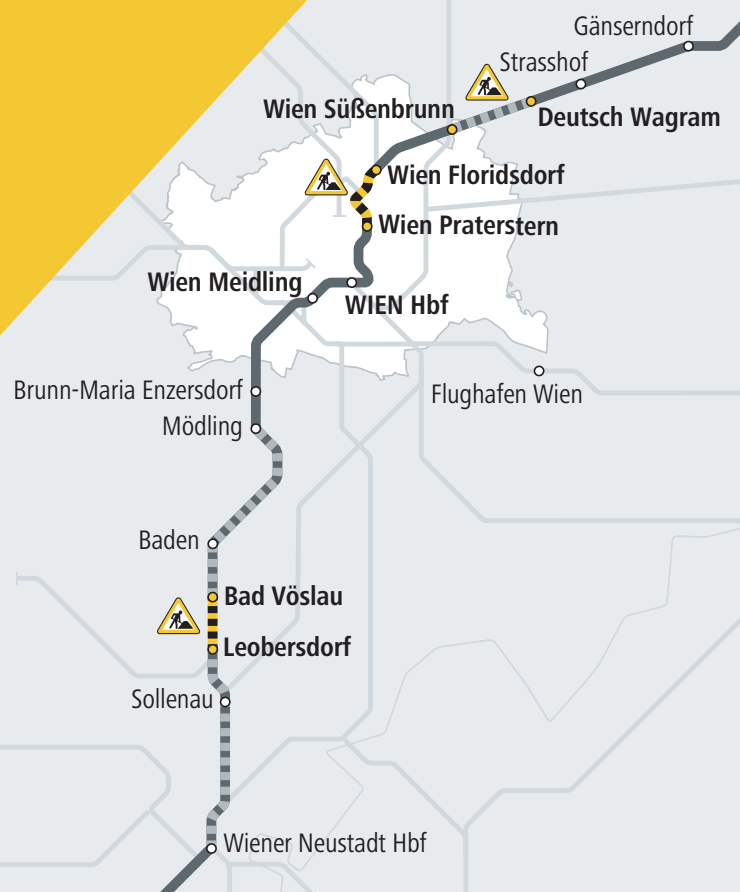 Gänserndorf
Strasshof
Wien Süßenbrunn
Deutsch Wagram
Wien Floridsdorf
Wien Praterstern
Wien Meidling
WIEN Hbf
Brunn-Maria Enzersdorf
Flughafen Wien
Mödling
Baden
Bad Vöslau
Leobersdorf
Sollenau
Wiener Neustadt Hbf